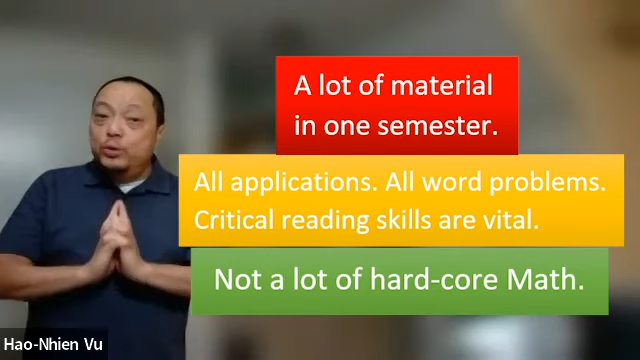 A lot of material
in one semester.
All applications. All word problems.
Critical reading skills are vital.
Not a lot of hard-core Math.
Hao-Nhien Vu